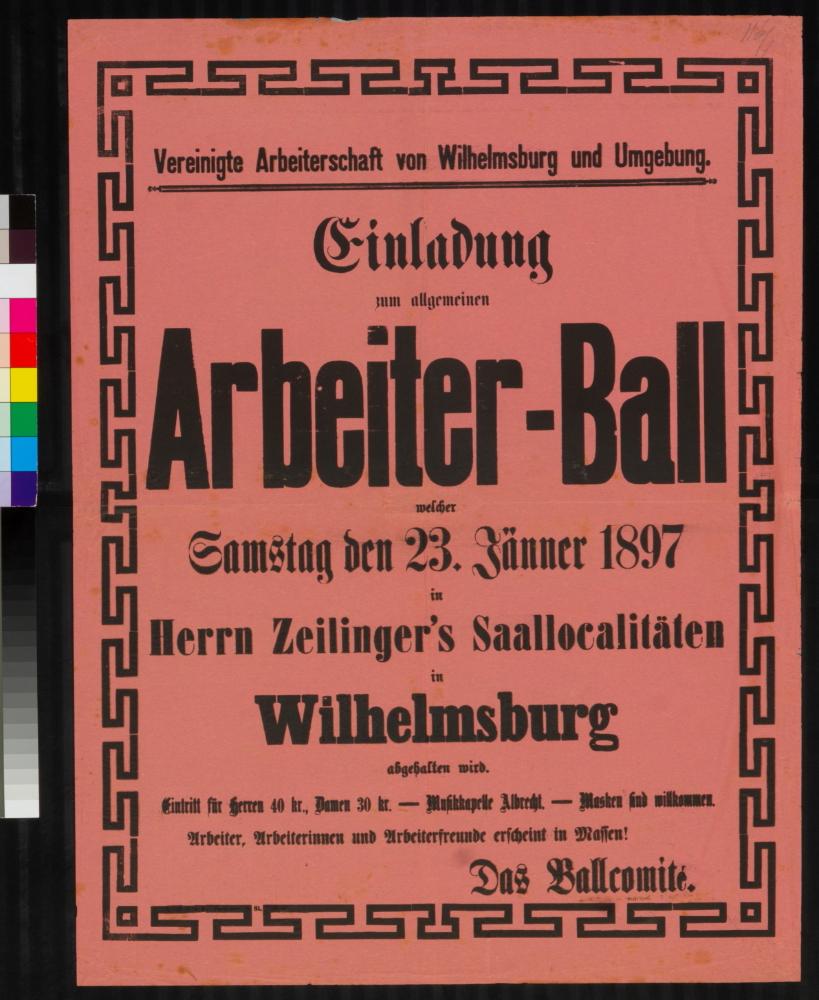 Vereinigte Arbeiterschaft von Wilhelmsburg und Umgebung.
Einladung
zum allgemeinen
Arbeiter-Ball
welcher
Samstag den 23. Jänner 1897
in
Herrn Zeilinger's Saallocalitäten
in
Wilhelmsburg
abgehalten wird.
Eintritt für Herren 40 kr., Damen 30 kr. — Musikkapelle Albrecht. — Masken sind willkommen.
Arbeiter, Arbeiterinnen und Arbeiterfreunde erscheint in Massen!
Das Ballcomité.